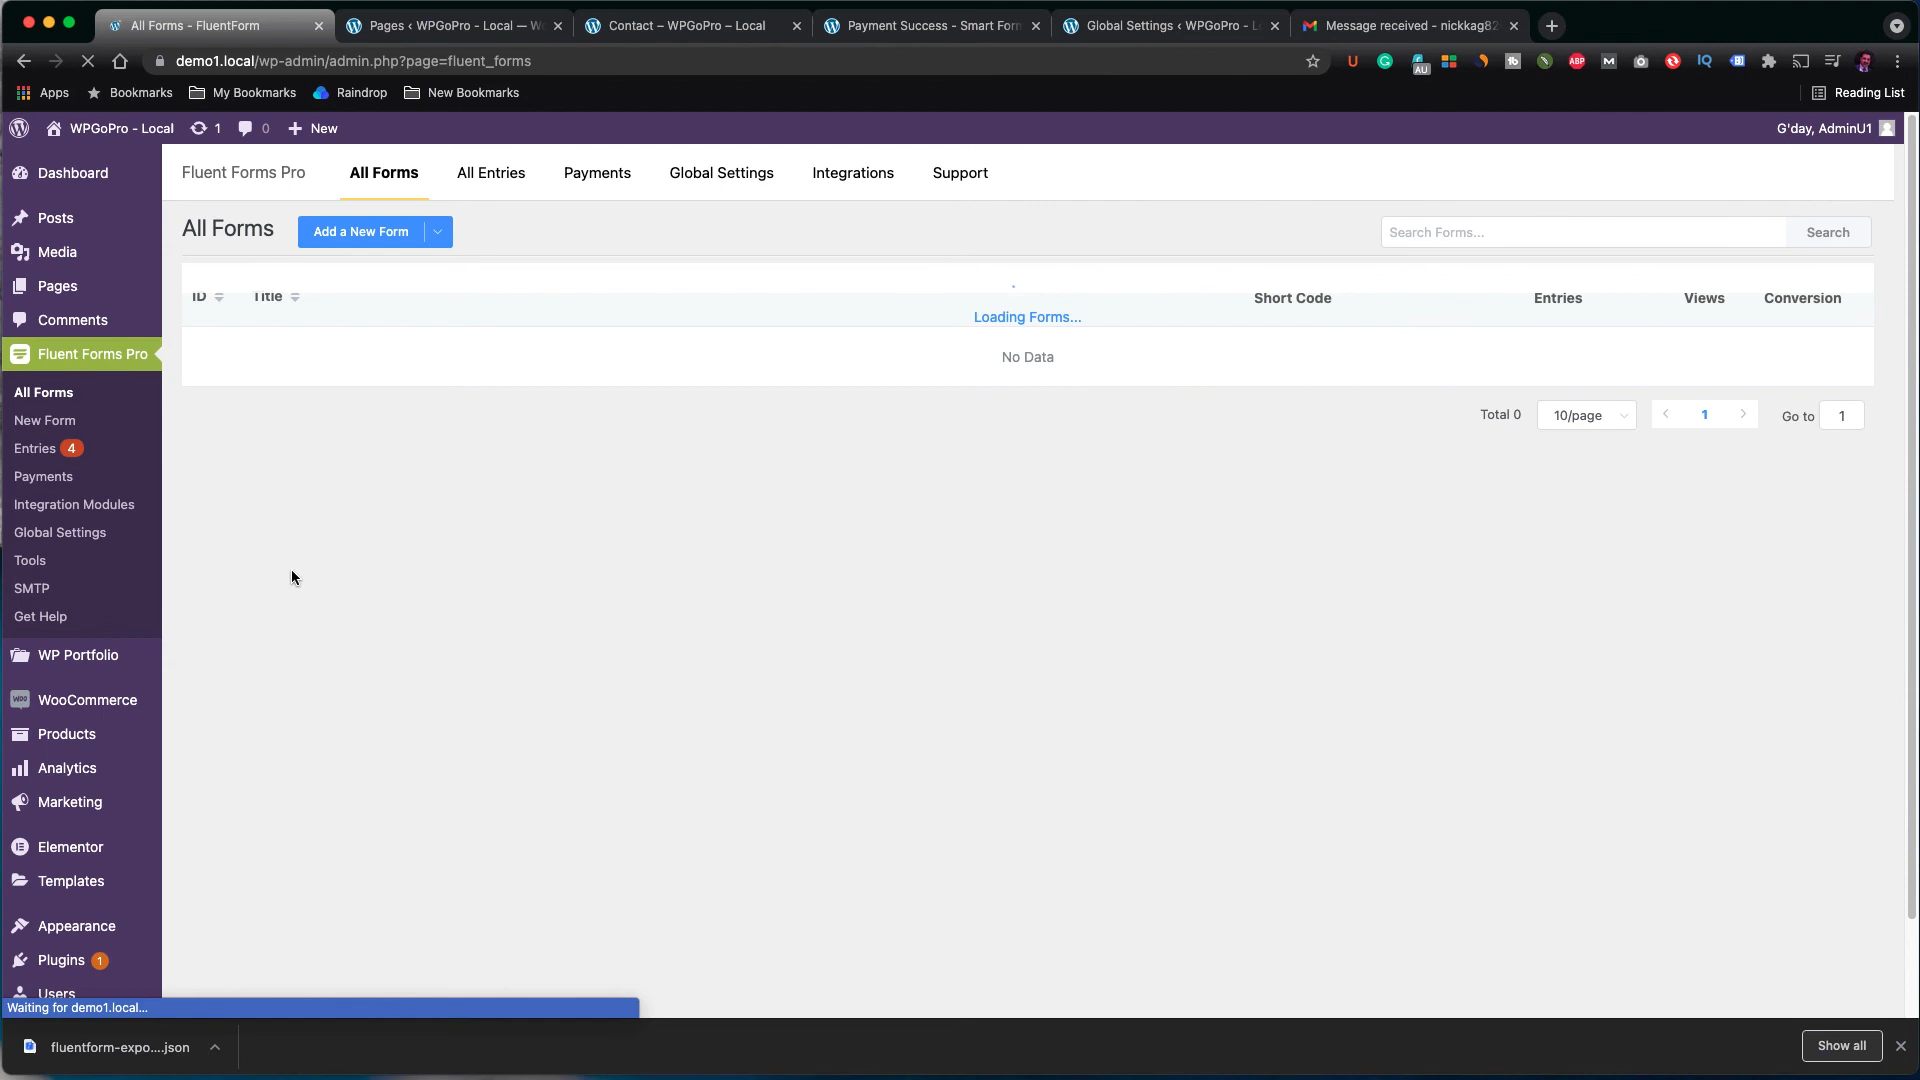 All Forms - FluentForm
Pages ‹ WPGoPro - Local — W
Contact – WPGoPro – Local
Payment Success - Smart Form
Global Settings ‹ WPGoPro - L
Message received - nickkag82
demo1.local/wp-admin/admin.php?page=fluent_forms
Apps
Bookmarks
My Bookmarks
Raindrop
New Bookmarks
Reading List
WPGoPro - Local
1
0
New
G'day, AdminU1
Dashboard
Posts
Media
Pages
Comments
Fluent Forms Pro
All Forms
New Form
Entries 4
Payments
Integration Modules
Global Settings
Tools
SMTP
Get Help
WP Portfolio
WooCommerce
Products
Analytics
Marketing
Elementor
Templates
Appearance
Plugins 1
Users
Fluent Forms Pro
All Forms
All Entries
Payments
Global Settings
Integrations
Support
All Forms
Add a New Form
Search Forms...
Search
ID
Title
Short Code
Entries
Views
Conversion
Loading Forms...
No Data
Total 0
10/page
1
Go to
1
Waiting for demo1.local...
fluentform-expo....json
Show all